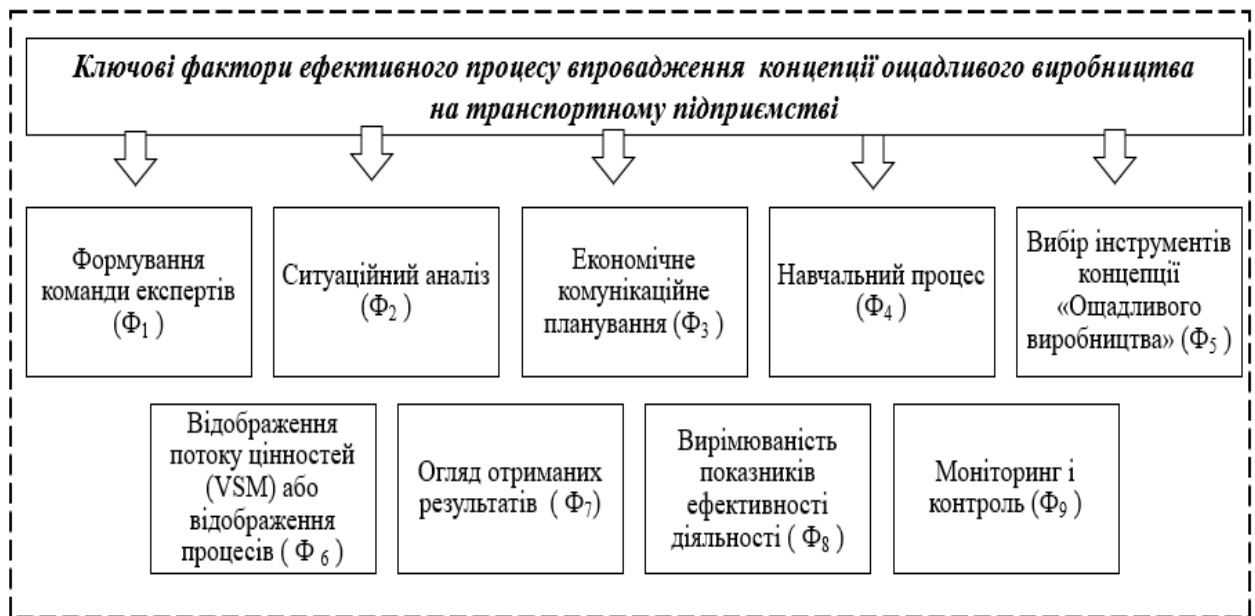 Ключові фактори ефективного процесу впровадження концепції ощадливого виробництва
на транспортному підприємстві
Формування
команди експертів
(Ф₁ )
Ситуаційний аналіз
(Ф₂ )
Економічне
комунікаційне
планування (Ф₃ )
Навчальний процес
(Ф₄ )
Вибір інструментів
концепції
«Ощадливого
виробництва» (Ф₅ )
Відображення
потоку цінностей
(VSM) або
відображення
процесів ( Ф ₆ )
Огляд отриманих
результатів ( Ф₇)
Вирімюваність
показників
ефективності
діяльності ( Ф₈ )
Моніторинг і
контроль (Ф₉ )